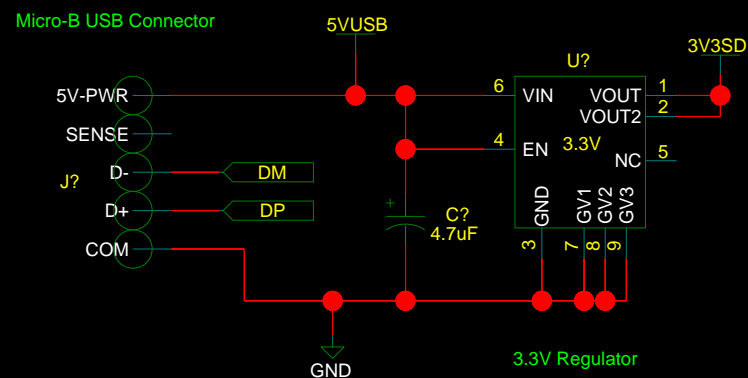 Micro-B USB Connector
5VUSB
3V3SD
U?
5V-PWR
6
VIN
VOUT
1
VOUT2
2
SENSE
4
EN
3.3V
NC
5
J?
D-
DM
D+
DP
C?
4.7uF
GND
GV1
GV2
GV3
3
7
8
9
COM
+
GND
3.3V Regulator